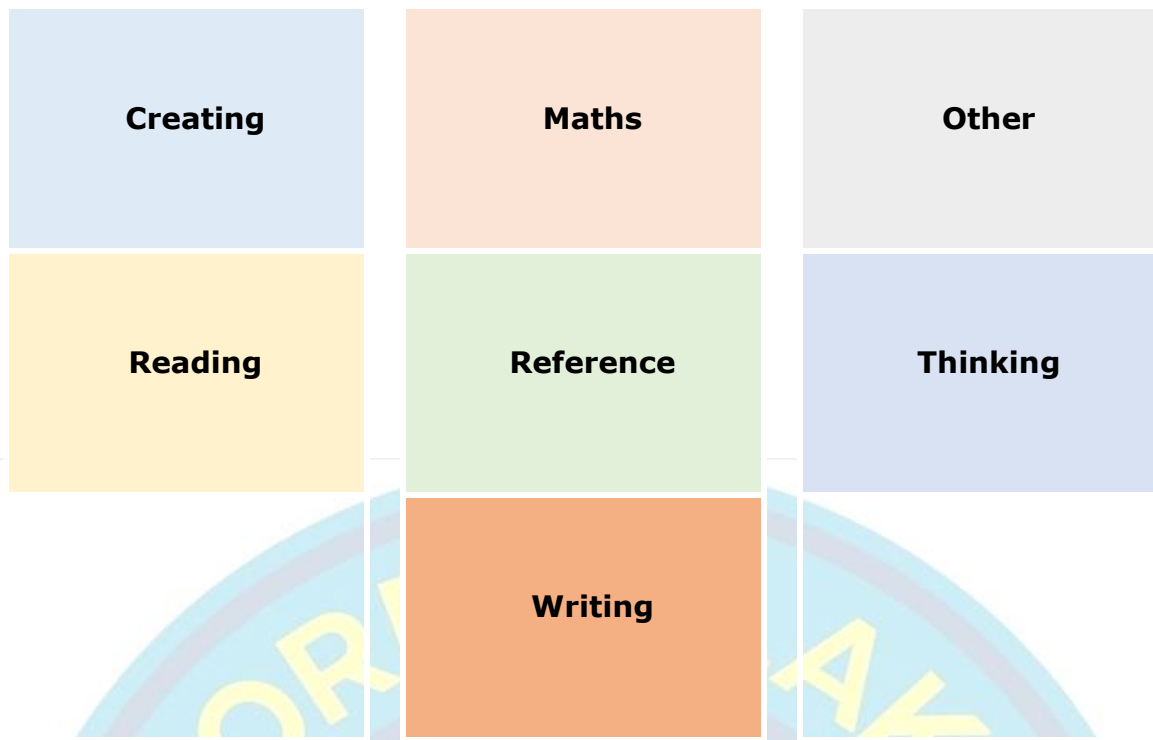 Creating
Maths
Other
Reading
Reference
Thinking
Writing